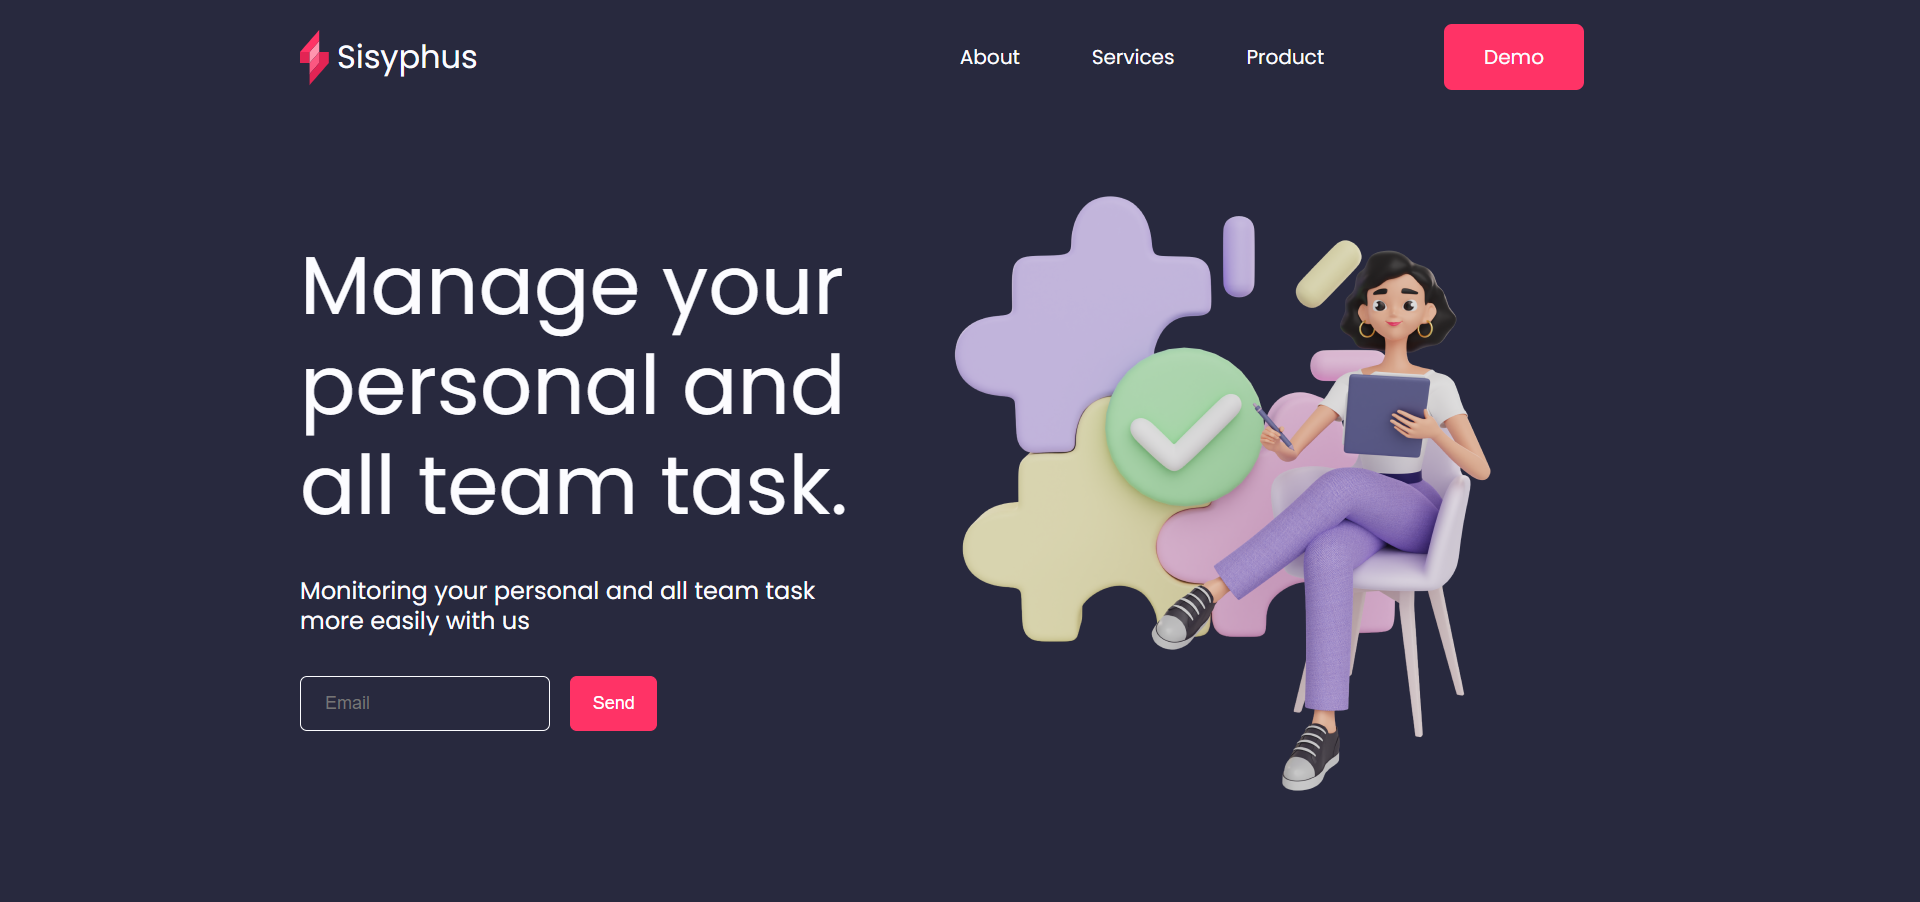 Sisyphus
About
Services
Product
Demo
Manage your
personal and
all team task.
Monitoring your personal and all team task
more easily with us
Email
Send